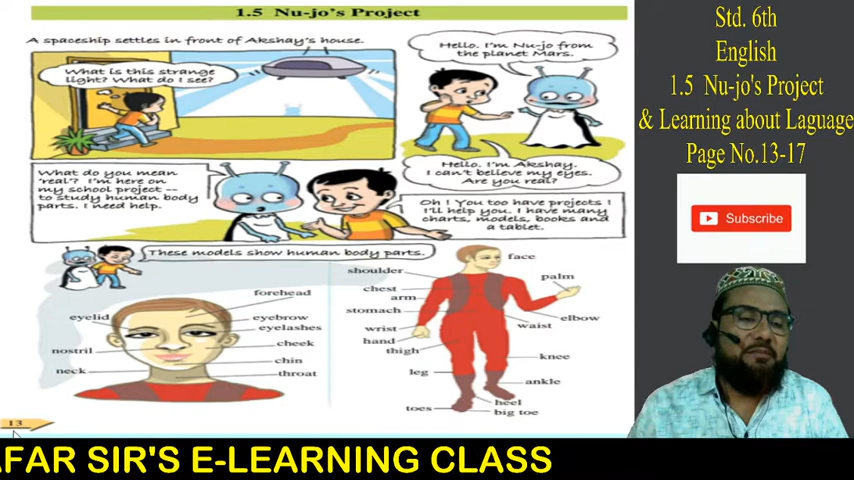 1.5 Nu-jo's Project
A spaceship settles in front of Akshay's house.
What is this strange
light? What do I see?
Hello. I'm Nu-jo from
the planet Mars.
Hello. I'm Akshay.
I can't believe my eyes.
Are you real?
What do you mean
'real'? I'm here on
my school project --
to study human body
parts. I need help.
Oh ! You too have projects !
I'll help you. I have many
charts, models, books and
a tablet.
These models show human body parts.
forehead
eyelid
eyebrow
eyelashes
cheek
nostril
chin
neck
throat
face
shoulder
palm
chest
arm
stomach
elbow
waist
wrist
hand
thigh
knee
leg
ankle
heel
toes
big toe
13
Std. 6th
English
1.5 Nu-jo's Project
& Learning about Laguage
Page No.13-17
Subscribe
AFAR SIR'S E-LEARNING CLASS